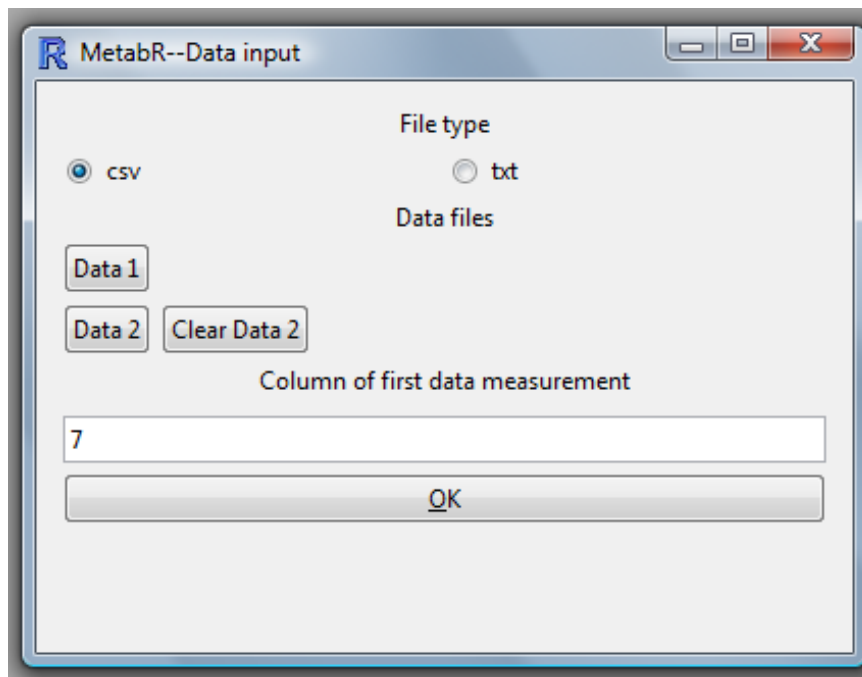 MetabR--Data input
File type
csv txt
Data files
Data 1
Data 2 Clear Data 2
Column of first data measurement
7
OK